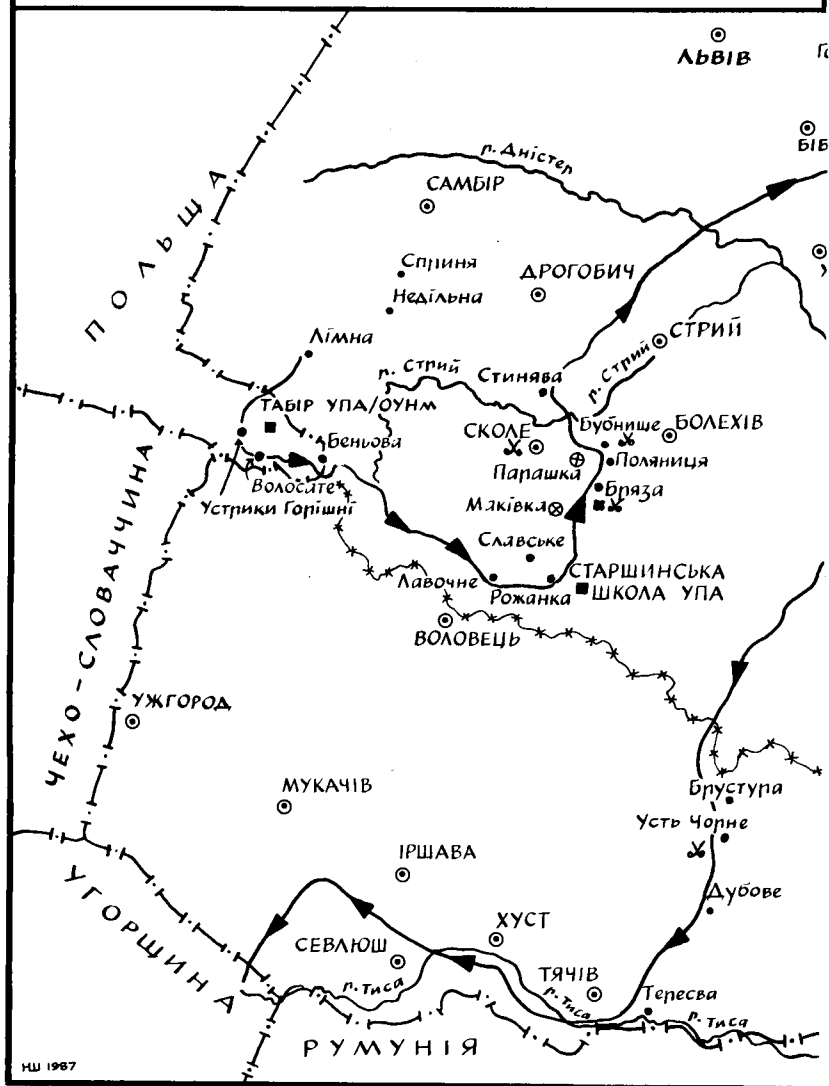 ЛЬВІВ
БІБ
р. Дністер
САМБІР
ПОЛЬЩА
Сприня
ДРОГОБИЧ
Недільна
СТРИЙ
Лімна
р. Стрий
р. Стрий
Стинява
ТАБІР УПА/ОУНМ
Бубнище
БОЛЕХІВ
СКОЛЕ
Беньова
Парашка
Поляниця
Волосате
Бряза
Устрики Горішні
Маківка
Славське
Лавочне
СТАРШИНСЬКА
Рожанка
ШКОЛА УПА
ВОЛОВЕЦЬ
ЧЕХО-СЛОВАЧЧИНА
УЖГОРОД
Брустура
МУКАЧІВ
Усть Чорне
ІРШАВА
УГОРЩИНА
Дубове
ХУСТ
СЕВЛЮШ
ТЯЧІВ
р. Тиса
р. Тиса
Тересва
р. Тиса
РУМУНІЯ
НШ 1987